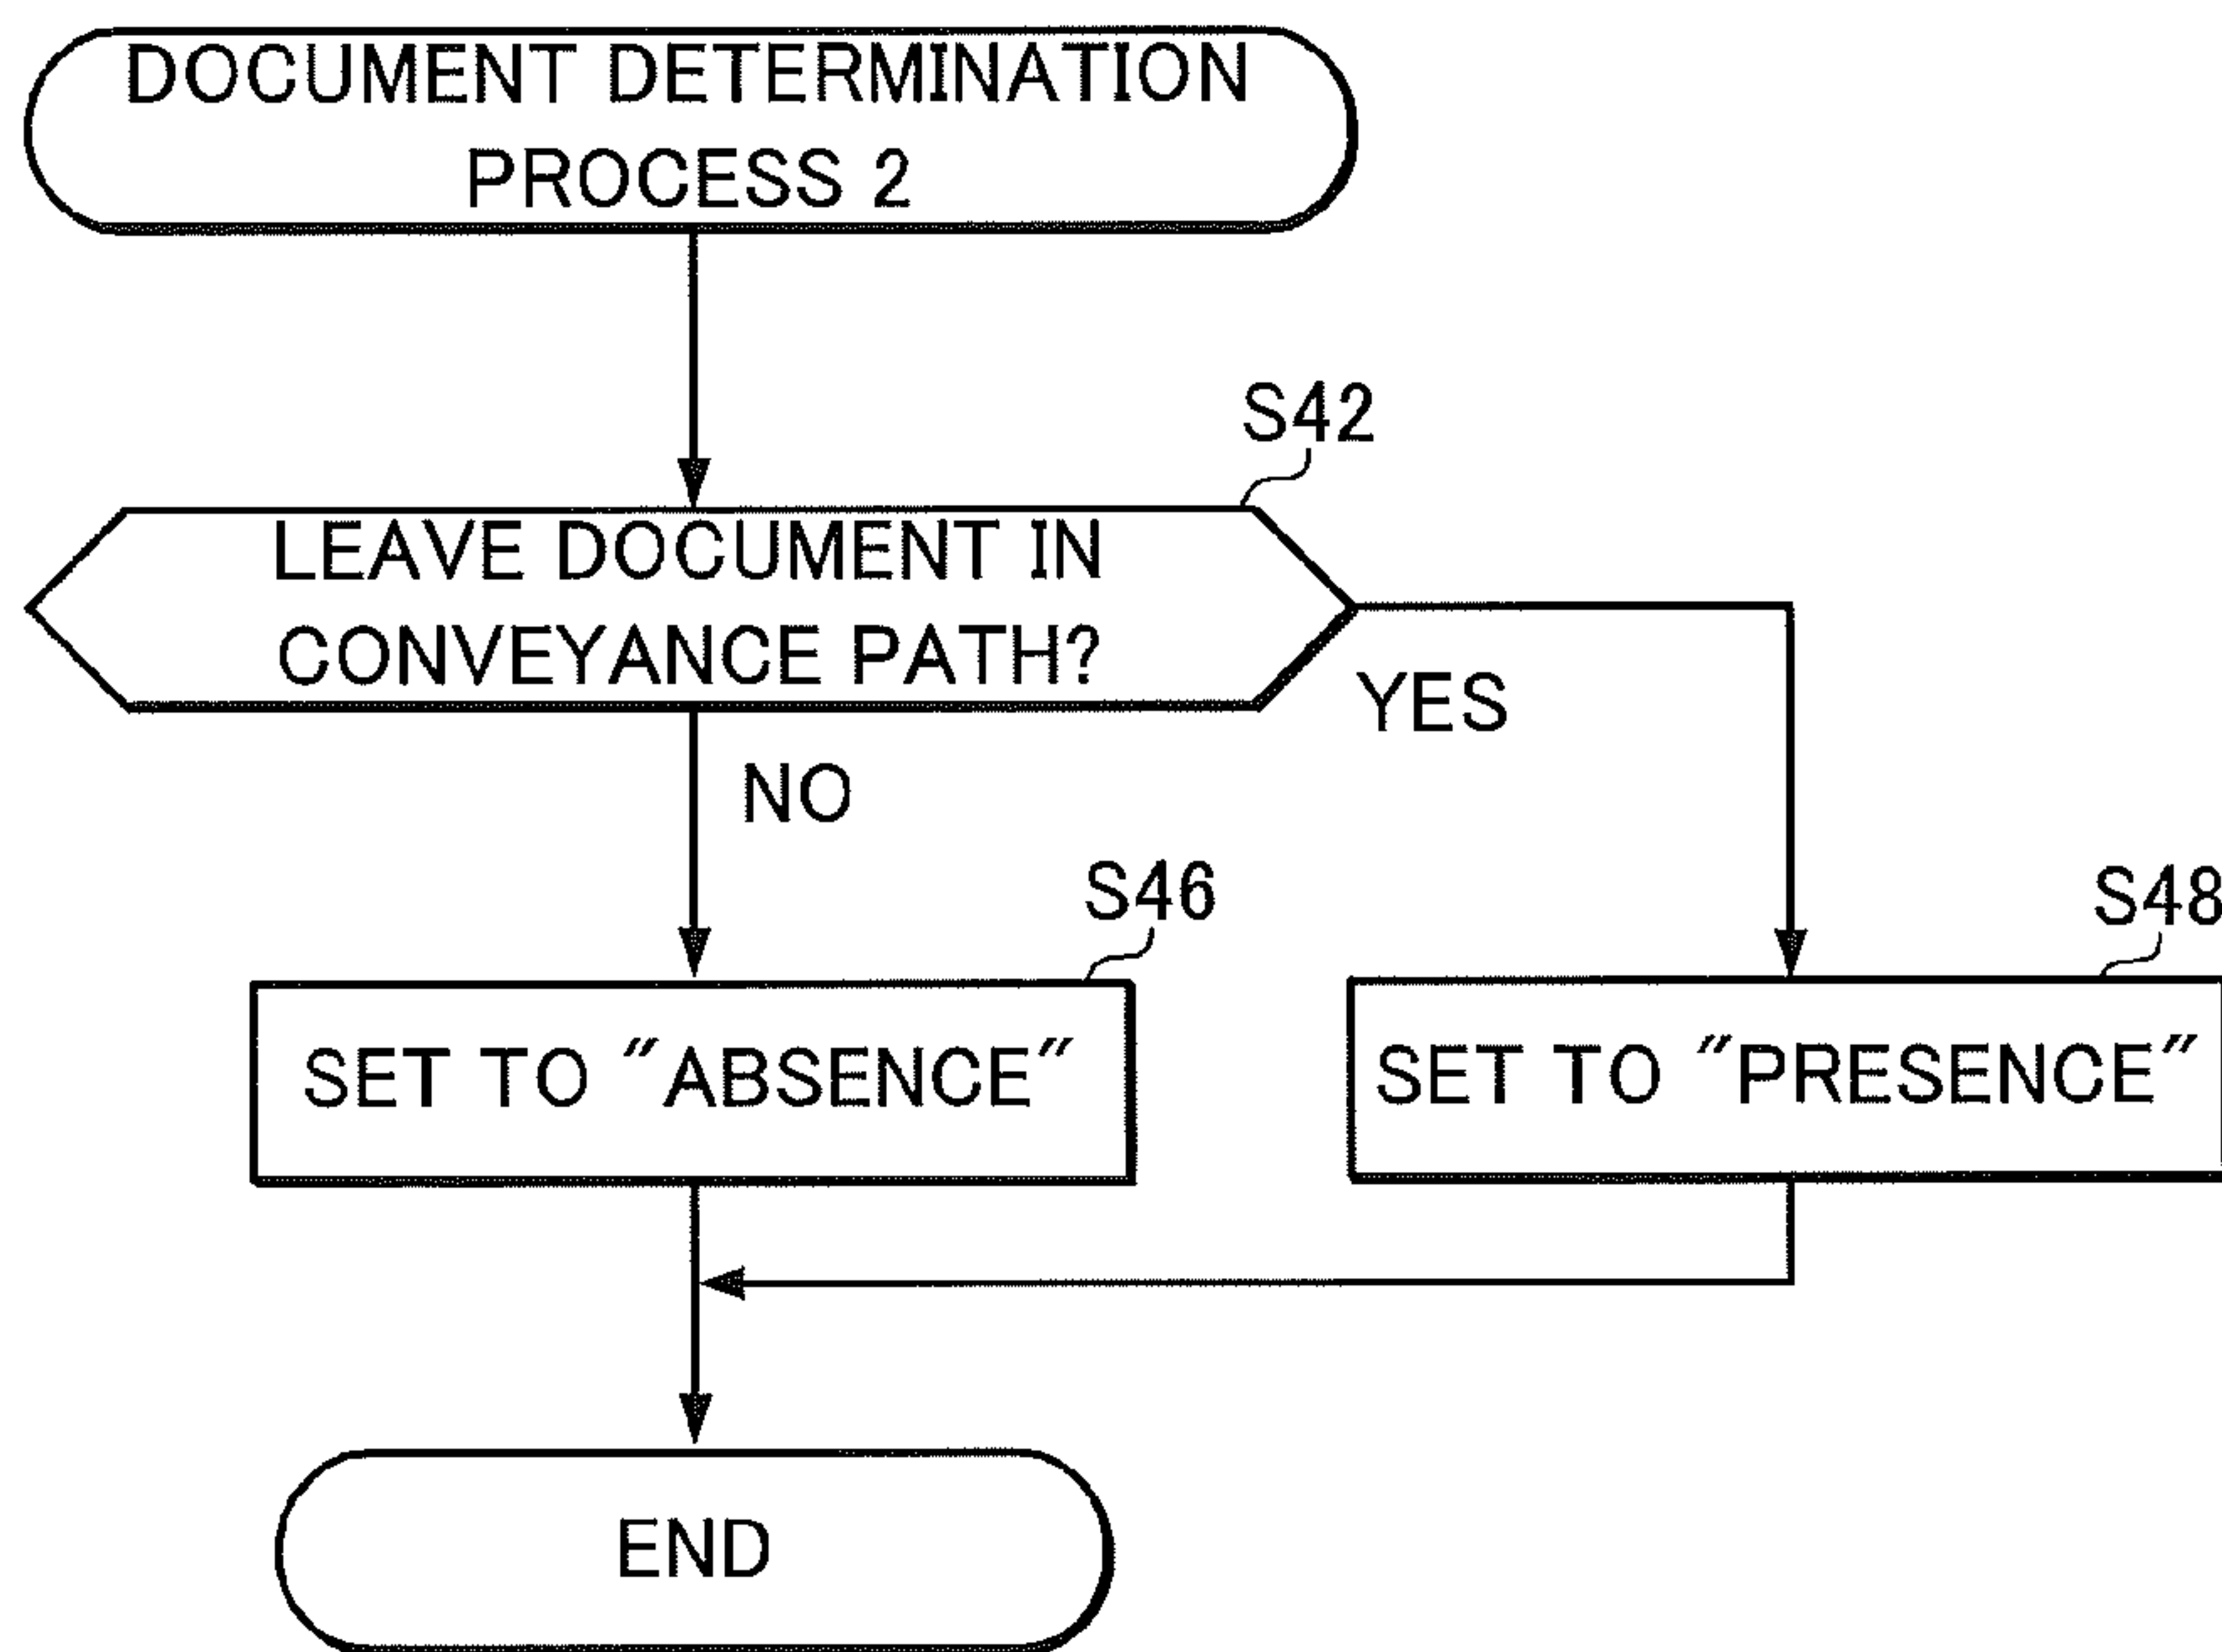 DOCUMENT DETERMINATION
PROCESS 2
S42
LEAVE DOCUMENT IN
CONVEYANCE PATH?
YES
NO
S46
S48
SET TO "ABSENCE"
SET TO "PRESENCE"
END